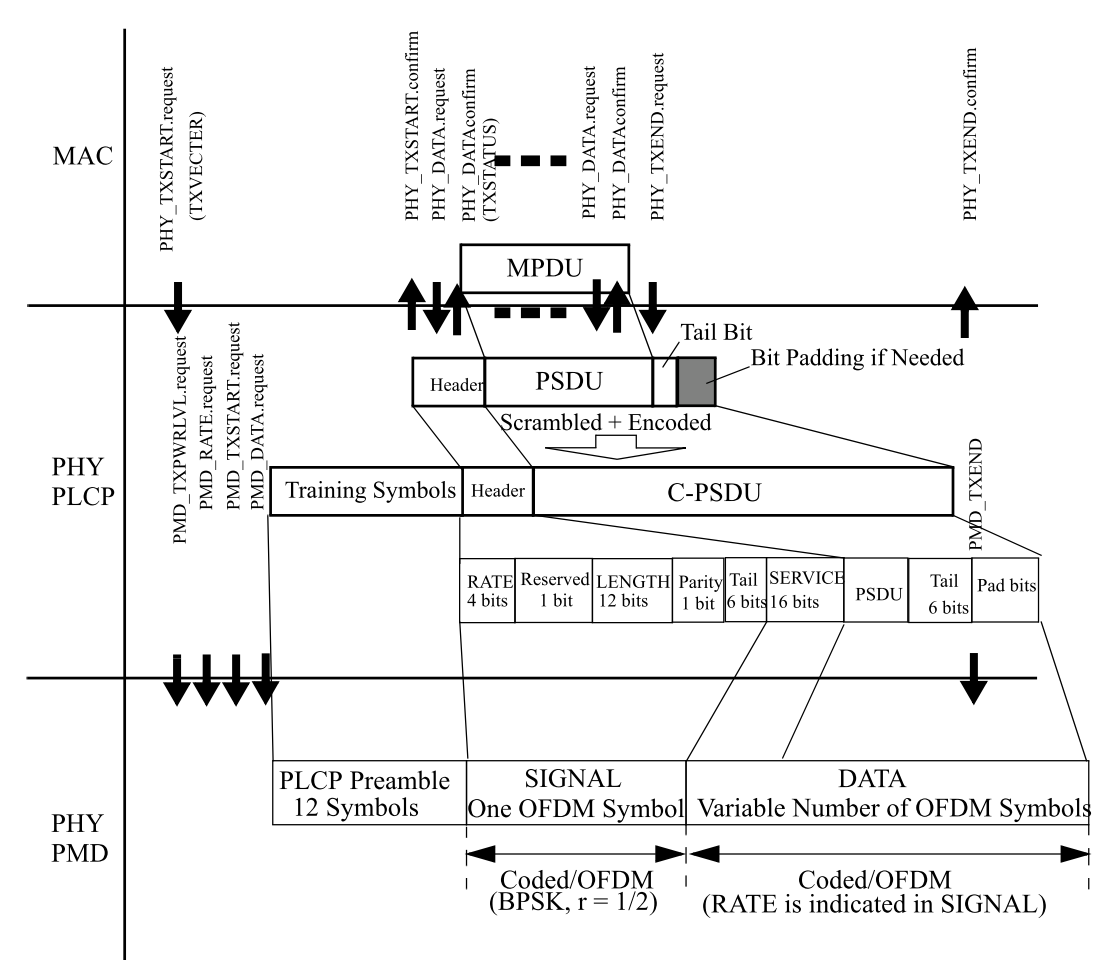 MAC
PHY_TXSTART.request
(TXVECTER)
PHY_TXSTART.confirm
PHY_DATA.request
PHY_DATAconfirm
(TXSTATUS)
PHY_DATA.request
PHY_DATAconfirm
PHY_TXEND.request
PHY_TXEND.confirm
MPDU
PHY
PLCP
PMD_TXPWRLVL.request
PMD_RATE.request
PMD_TXSTART.request
PMD_DATA.request
Tail Bit
Bit Padding if Needed
Header
PSDU
Scrambled + Encoded
Training Symbols
Header
C-PSDU
PMD_TXEND
RATE
4 bits
Reserved
1 bit
LENGTH
12 bits
Parity
1 bit
Tail
6 bits
SERVICE
16 bits
PSDU
Tail
6 bits
Pad bits
PHY
PMD
PLCP Preamble
12 Symbols
SIGNAL
One OFDM Symbol
DATA
Variable Number of OFDM Symbols
Coded/OFDM
(BPSK, r = 1/2)
Coded/OFDM
(RATE is indicated in SIGNAL)